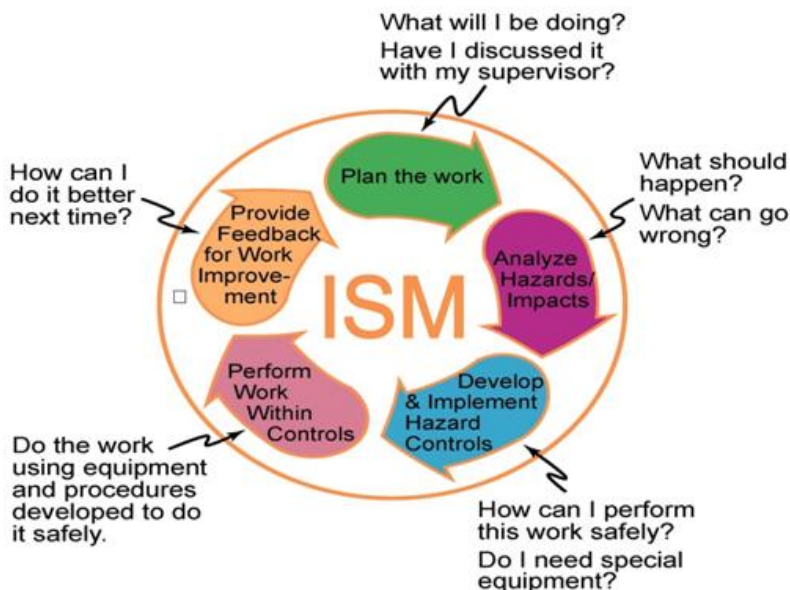 What will I be doing?
Have I discussed it
with my supervisor?
Plan the work
What should
happen?
What can go
wrong?
Analyze
Hazards/
Impacts
Develop
& Implement
Hazard
Controls
How can I perform
this work safely?
Do I need special
equipment?
Perform
Work
Within
Controls
Do the work
using equipment
and procedures
developed to do
it safely.
Provide
Feedback
for Work
Improve-
ment
How can I
do it better
next time?
ISM